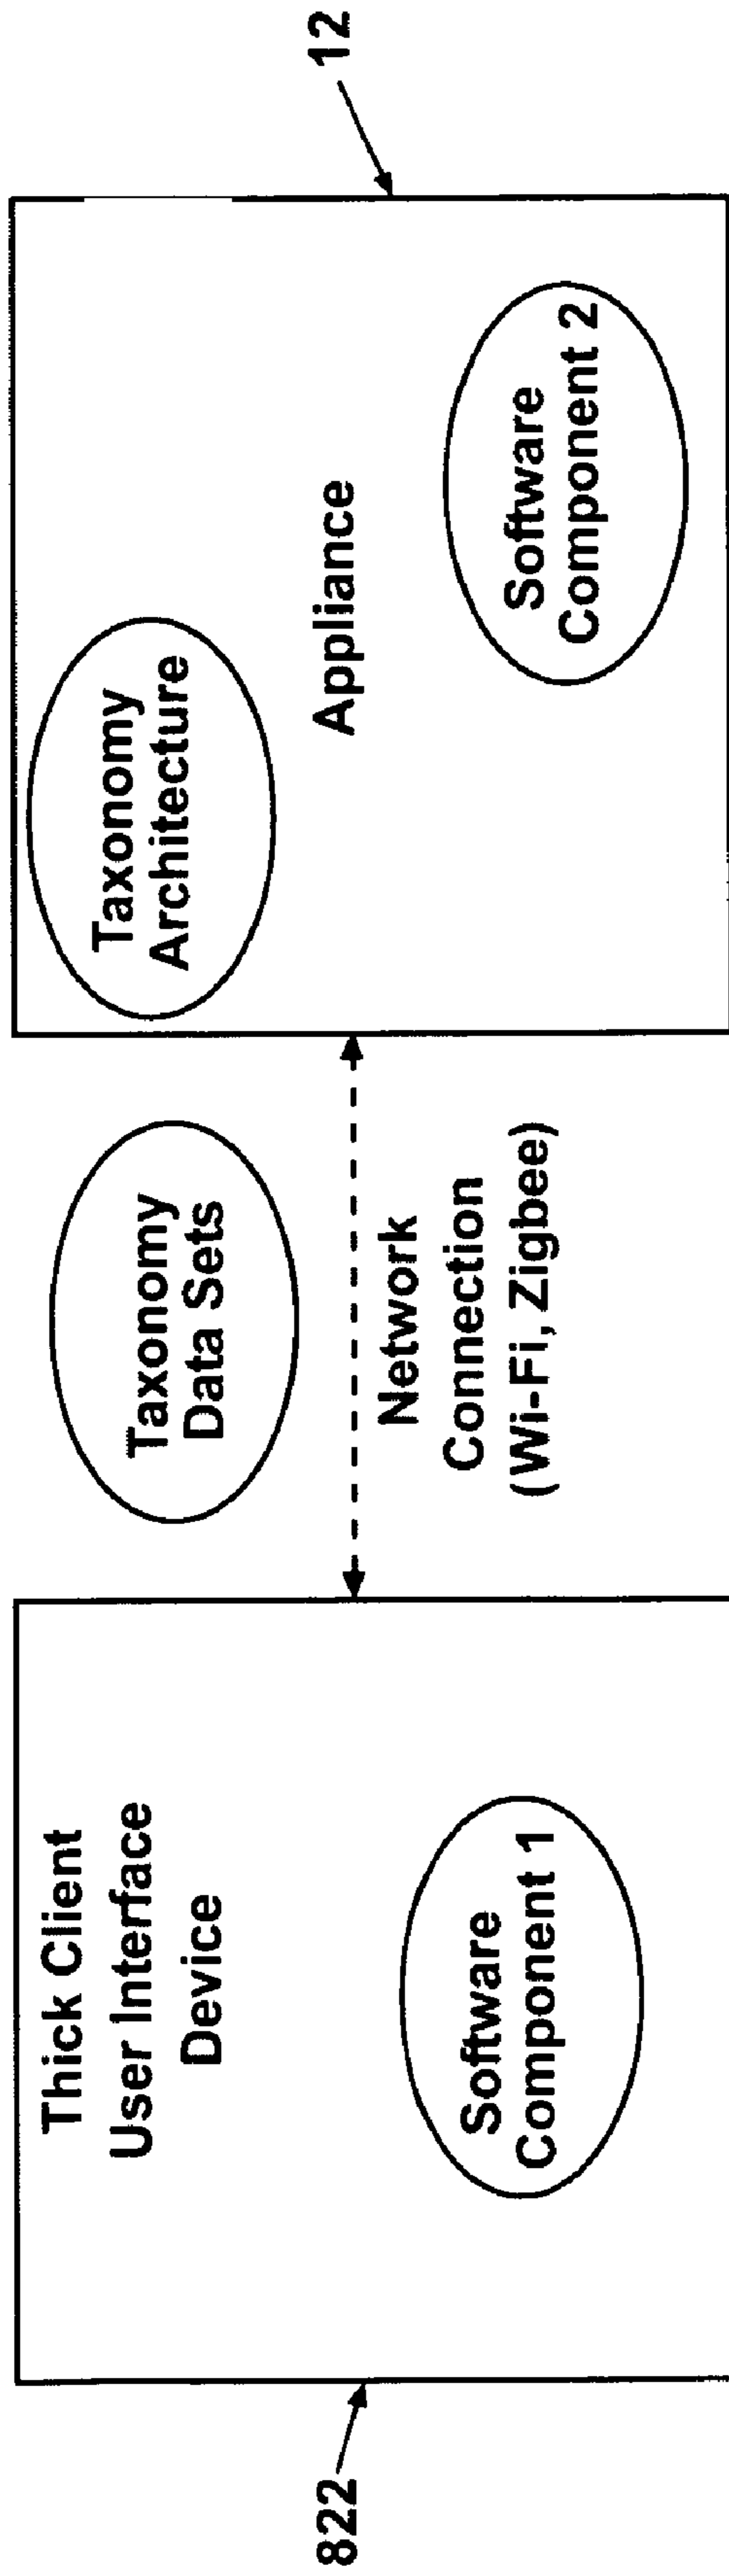 822
Thick Client
User Interface
Device
Software
Component 1
Taxonomy
Data Sets
Network
Connection
(Wi-Fi, Zigbee)
Taxonomy
Architecture
Appliance
Software
Component 2
12